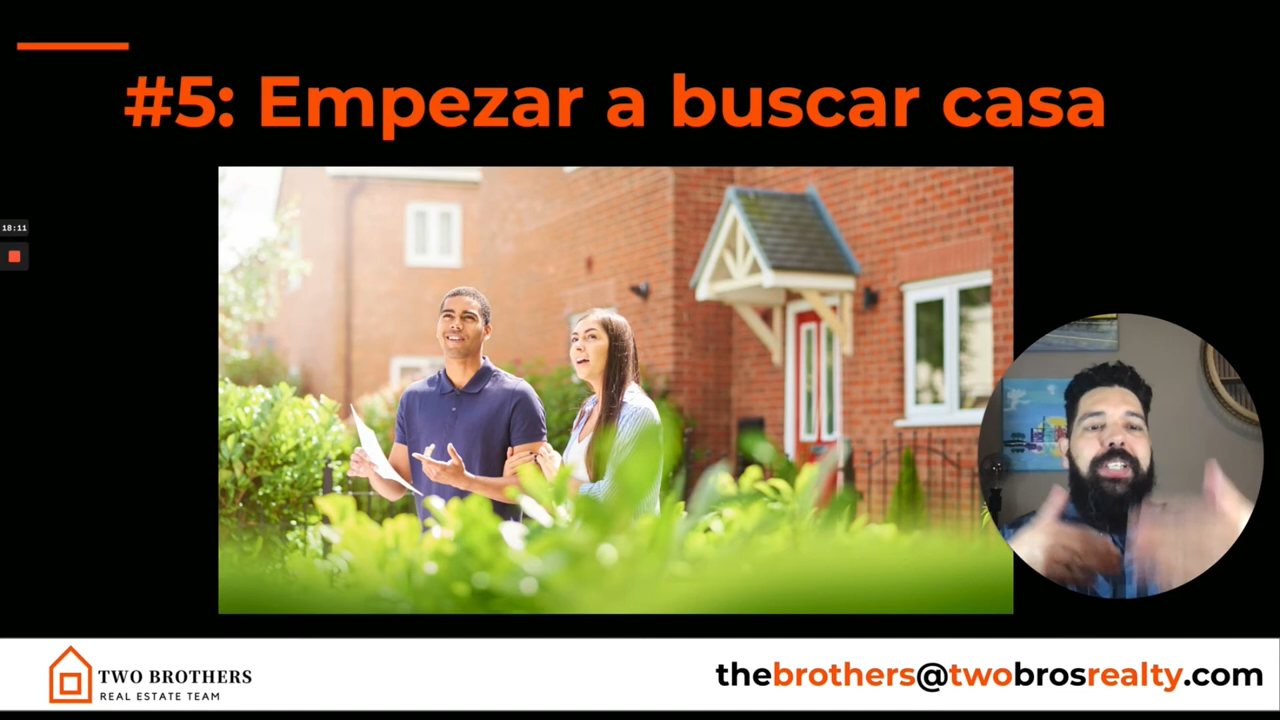 #5: Empezar a buscar casa
18:11
TWO BROTHERS
REAL ESTATE TEAM
thebrothers@twobrosrealty.com